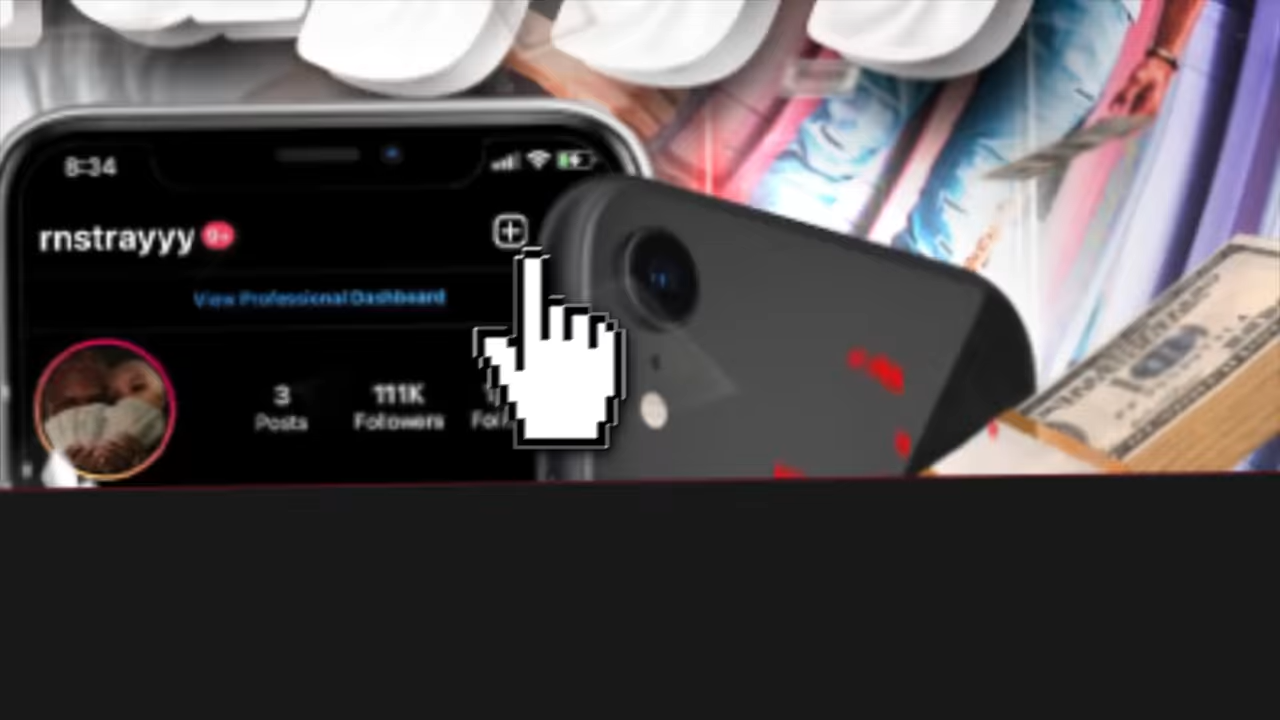 8:34
rnstrayyy 9+
View Professional Dashboard
3 111K
Posts Followers